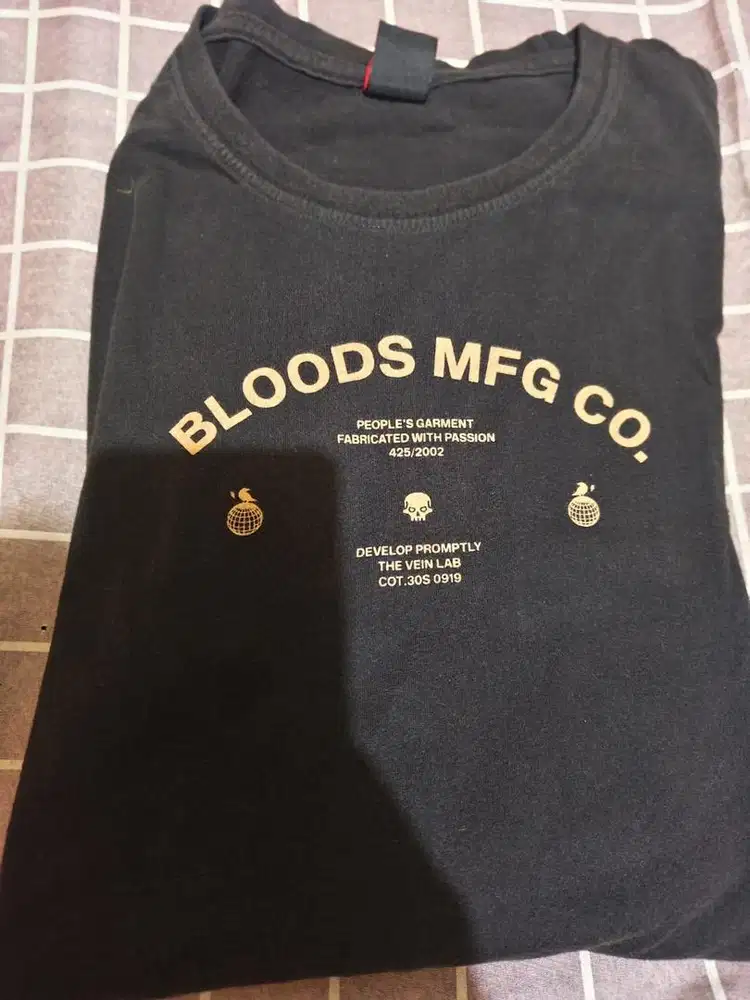 BLOODS MFG CO.
PEOPLE'S GARMENT
FABRICATED WITH PASSION
425/2002
DEVELOP PROMPTLY
THE VEIN LAB
COT.30S 0919